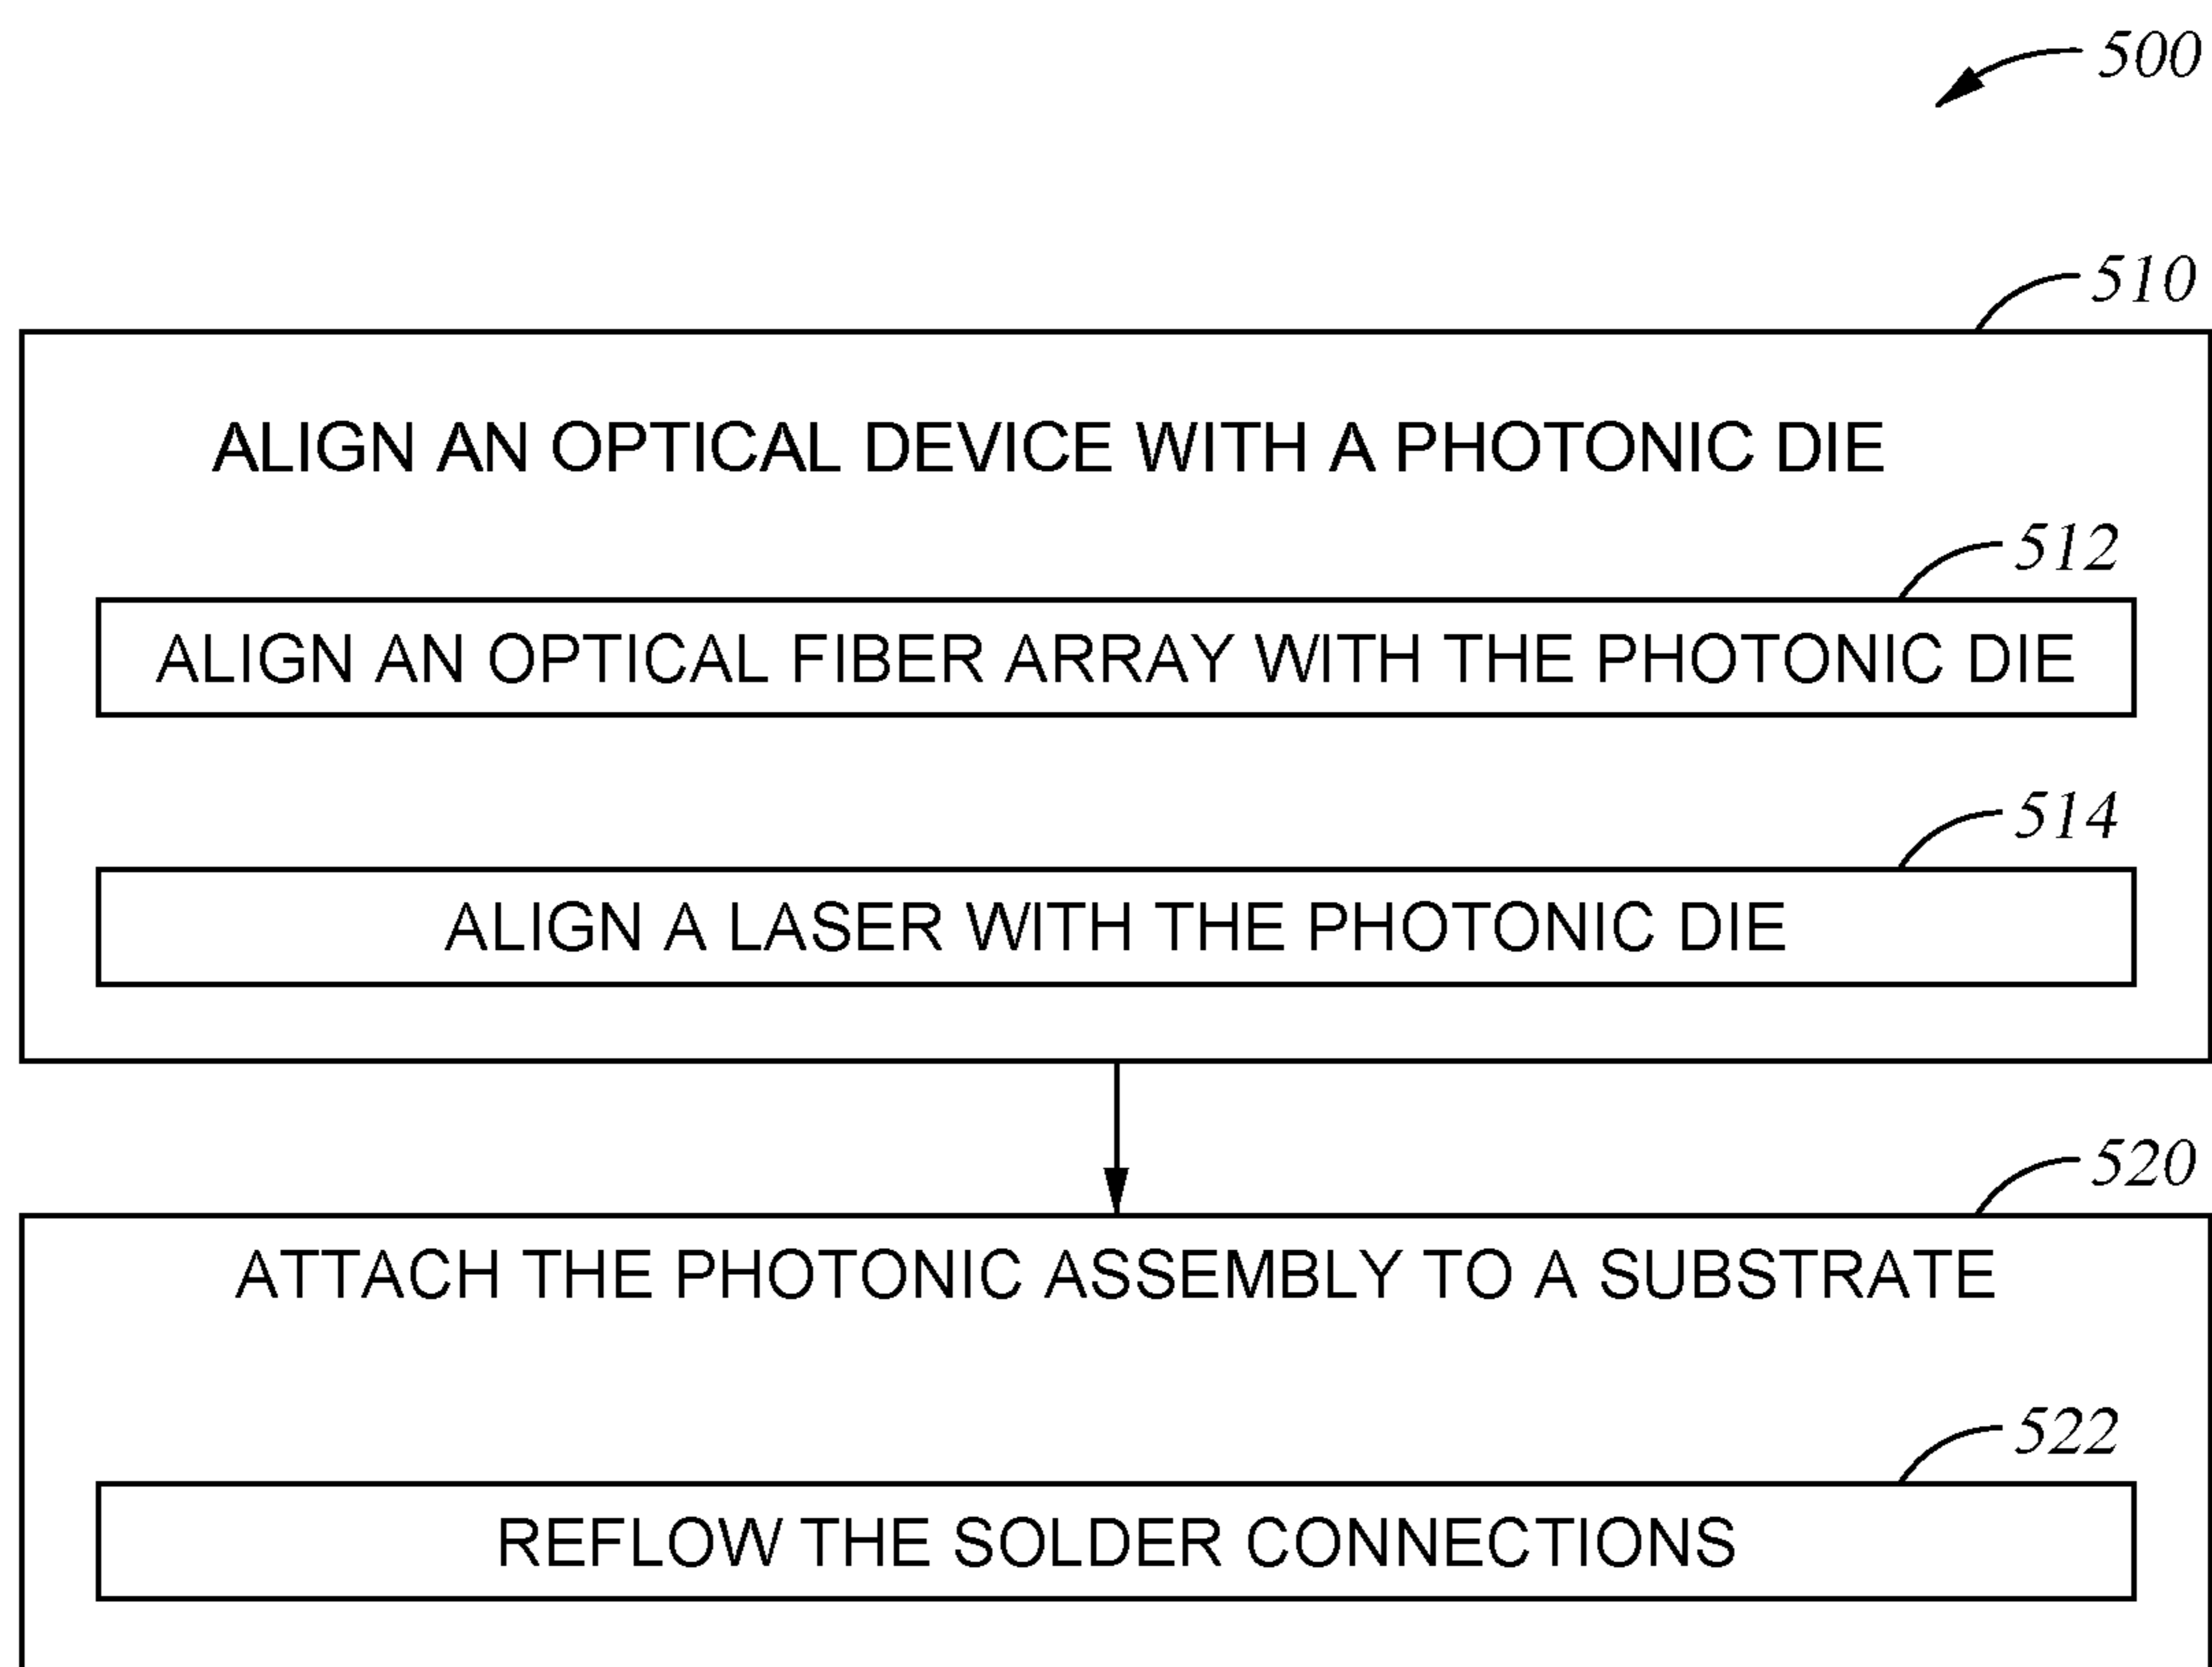 500
510
ALIGN AN OPTICAL DEVICE WITH A PHOTONIC DIE
512
ALIGN AN OPTICAL FIBER ARRAY WITH THE PHOTONIC DIE
514
ALIGN A LASER WITH THE PHOTONIC DIE
520
ATTACH THE PHOTONIC ASSEMBLY TO A SUBSTRATE
522
REFLOW THE SOLDER CONNECTIONS